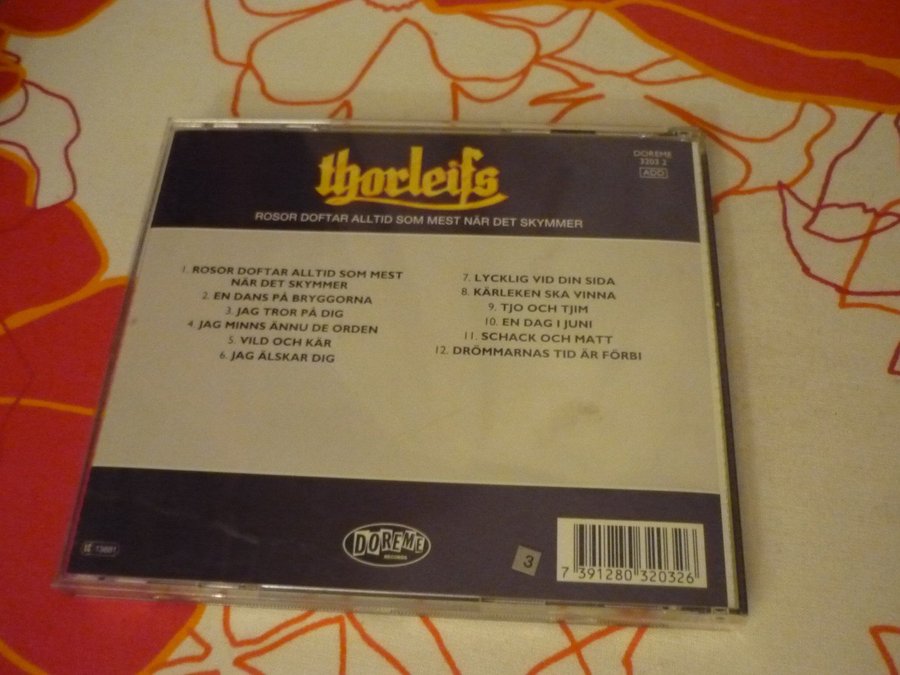 thorleifs
ROSOR DOFTAR ALLTID SOM MEST NÄR DET SKYMMER
DOREME
3203 2
ADD
1. ROSOR DOFTAR ALLTID SOM MEST
NÄR DET SKYMMER
2. EN DANS PÅ BRYGGORNA
3. JAG TROR PÅ DIG
4. JAG MINNS ÄNNU DE ORDEN
5. VILD OCH KÄR
6. JAG ÄLSKAR DIG
7. LYCKLIG VID DIN SIDA
8. KÄRLEKEN SKA VINNA
9. TJO OCH TJIM
10. EN DAG I JUNI
11. SCHACK OCH MATT
12. DRÖMMARNAS TID ÄR FÖRBI
DOREME
RECORDS
3
7 391280 320326